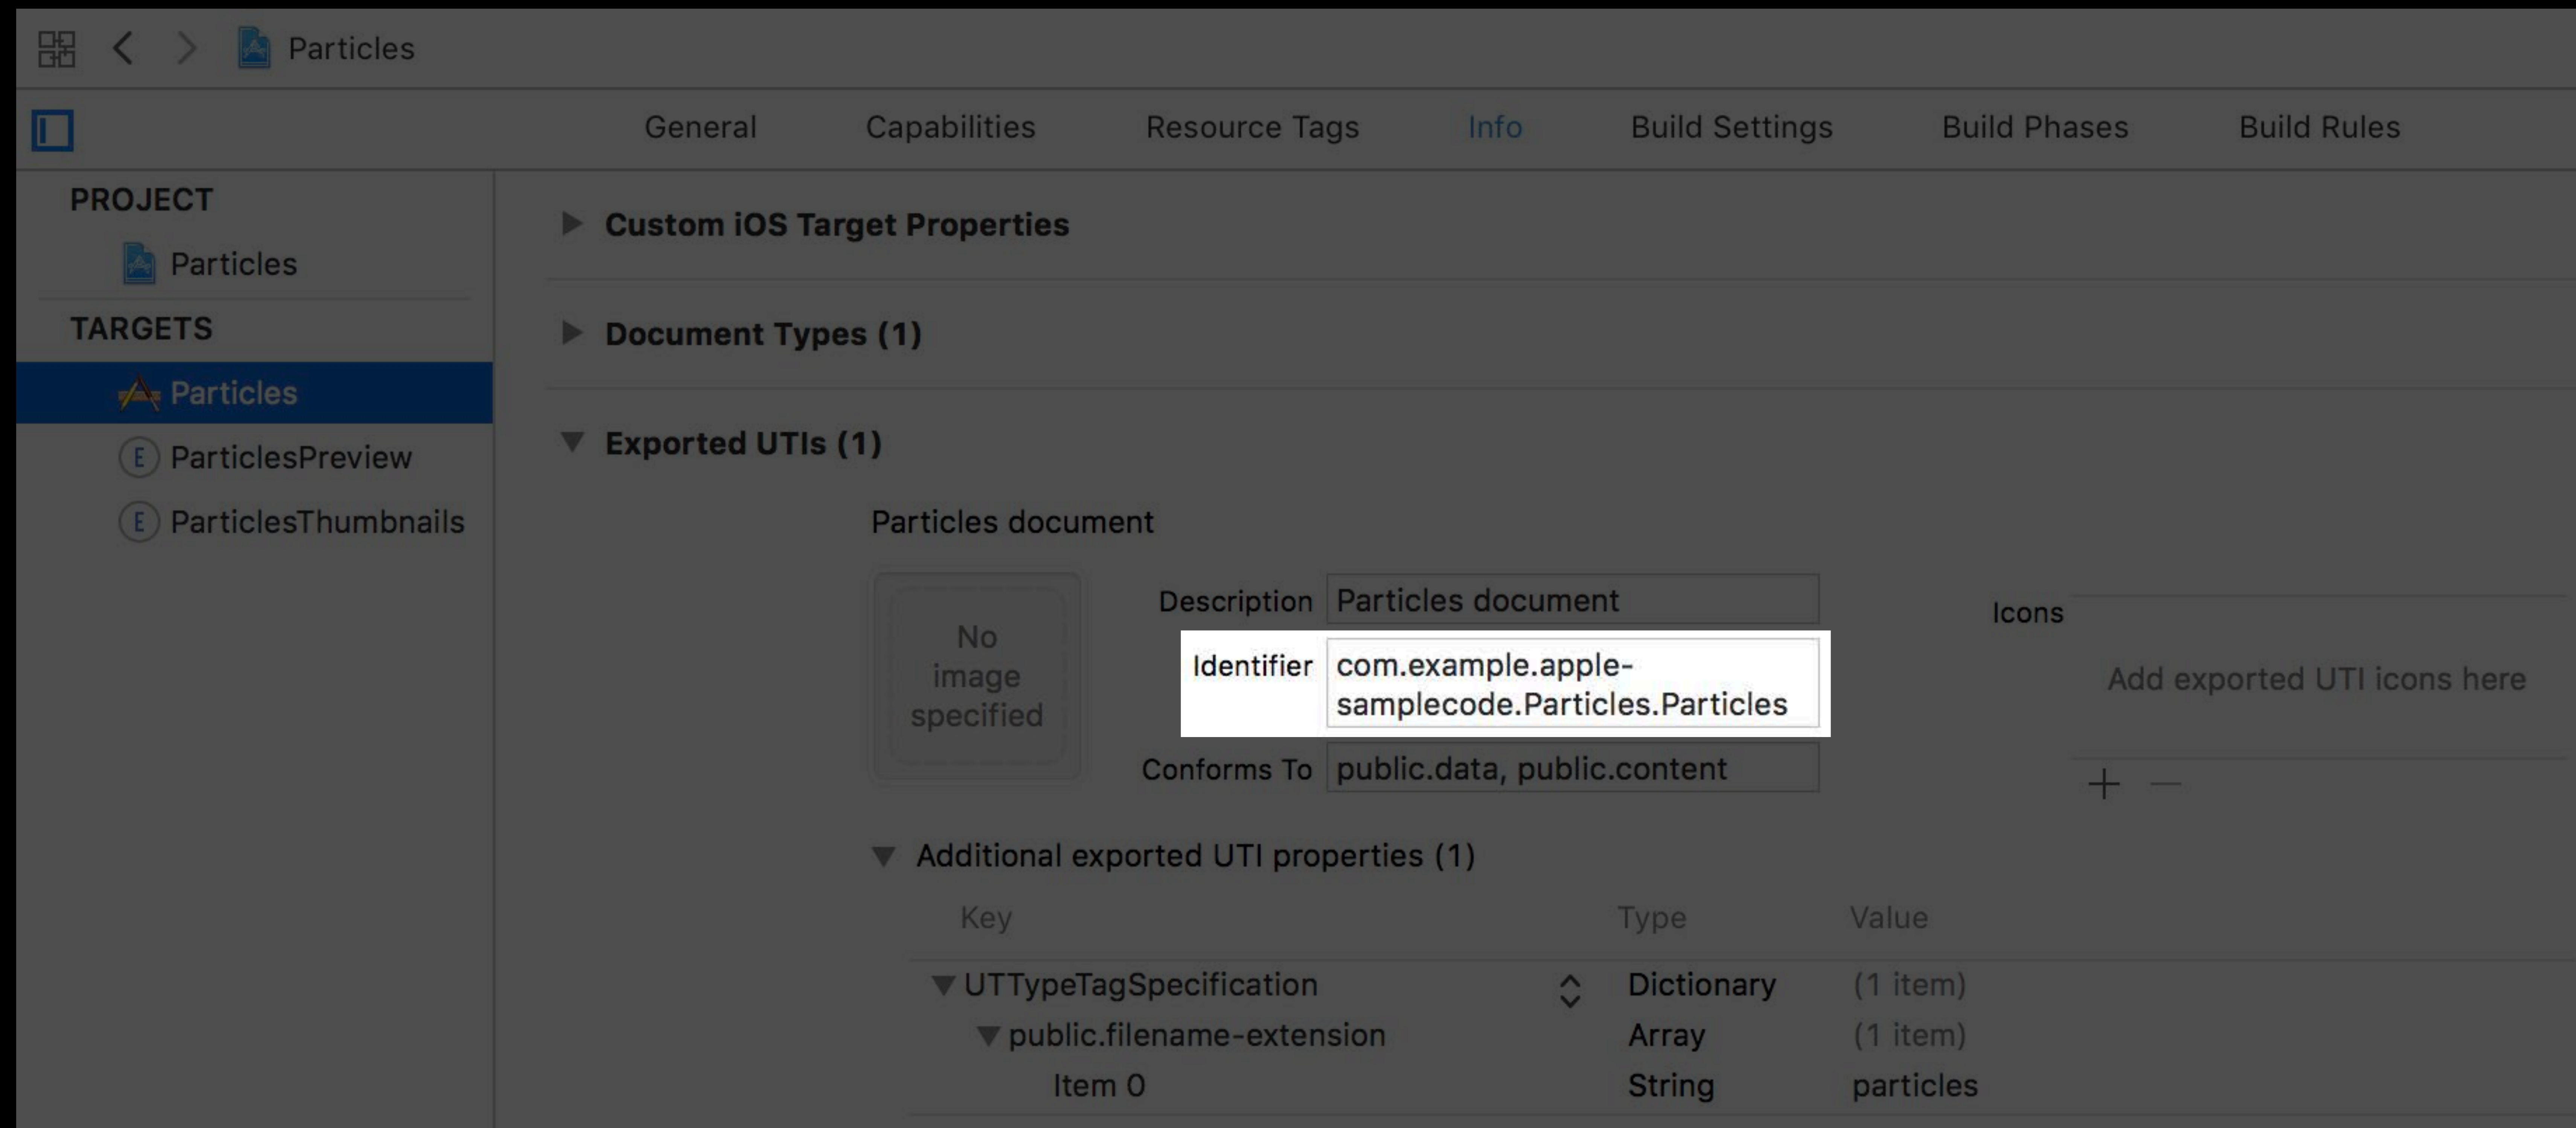 Particles
General Capabilities Resource Tags Info Build Settings Build Phases Build Rules
PROJECT
Particles
TARGETS
Particles
E ParticlesPreview
E ParticlesThumbnails
Custom iOS Target Properties
Document Types (1)
Exported UTIs (1)
Particles document
No
image
specified
Description Particles document
Identifier com.example.apple-
samplecode.Particles.Particles
Conforms To public.data, public.content
Icons
Add exported UTI icons here
Additional exported UTI properties (1)
Key Type Value
UTTypeTagSpecification Dictionary (1 item)
public.filename-extension Array (1 item)
Item 0 String particles